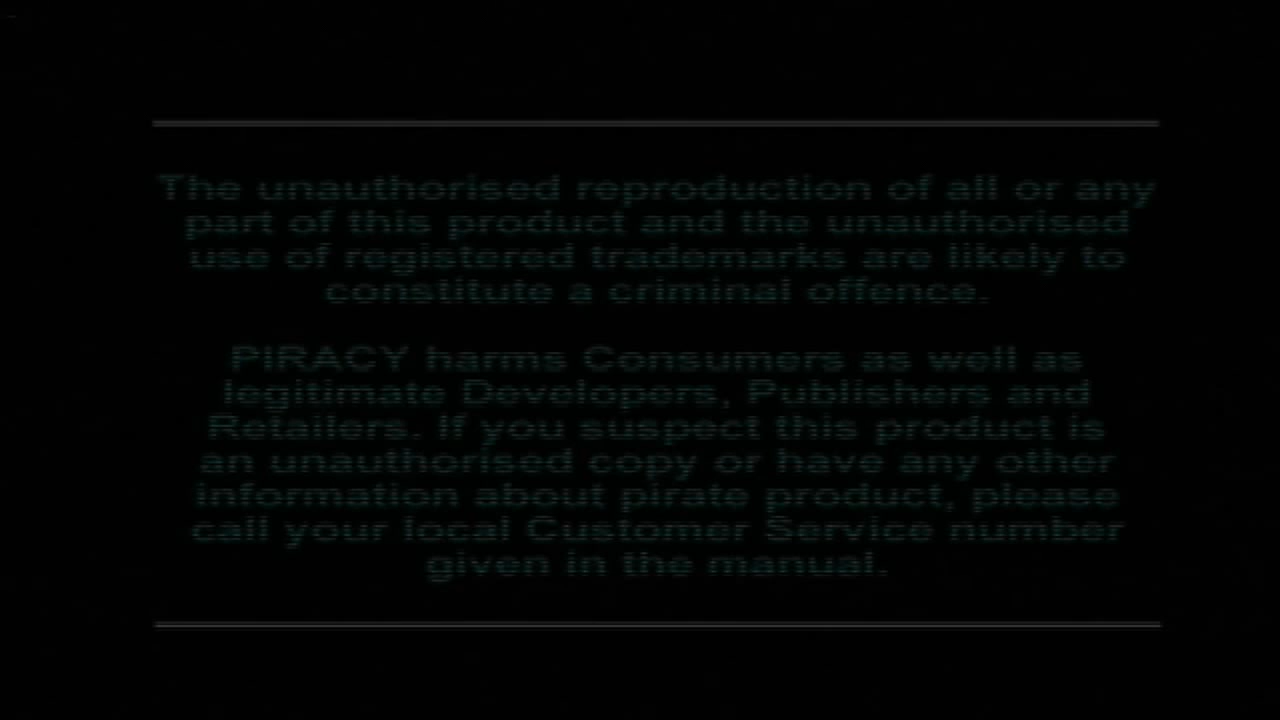 The unauthorised reproduction of all or any
part of this product and the unauthorised
use of registered trademarks are likely to
constitute a criminal offence.
PIRACY harms Consumers as well as
legitimate Developers, Publishers and
Retailers. If you suspect this product is
an unauthorised copy or have any other
information about pirate product, please
call your local Customer Service number
given in the manual.